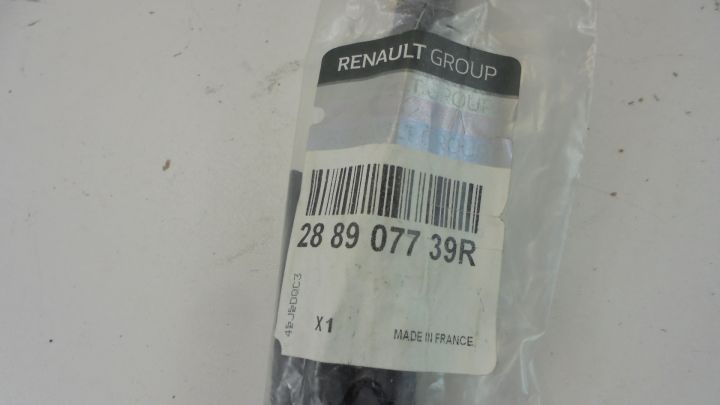 RENAULT GROUP
28 89 077 39R
X1
MADE IN FRANCE